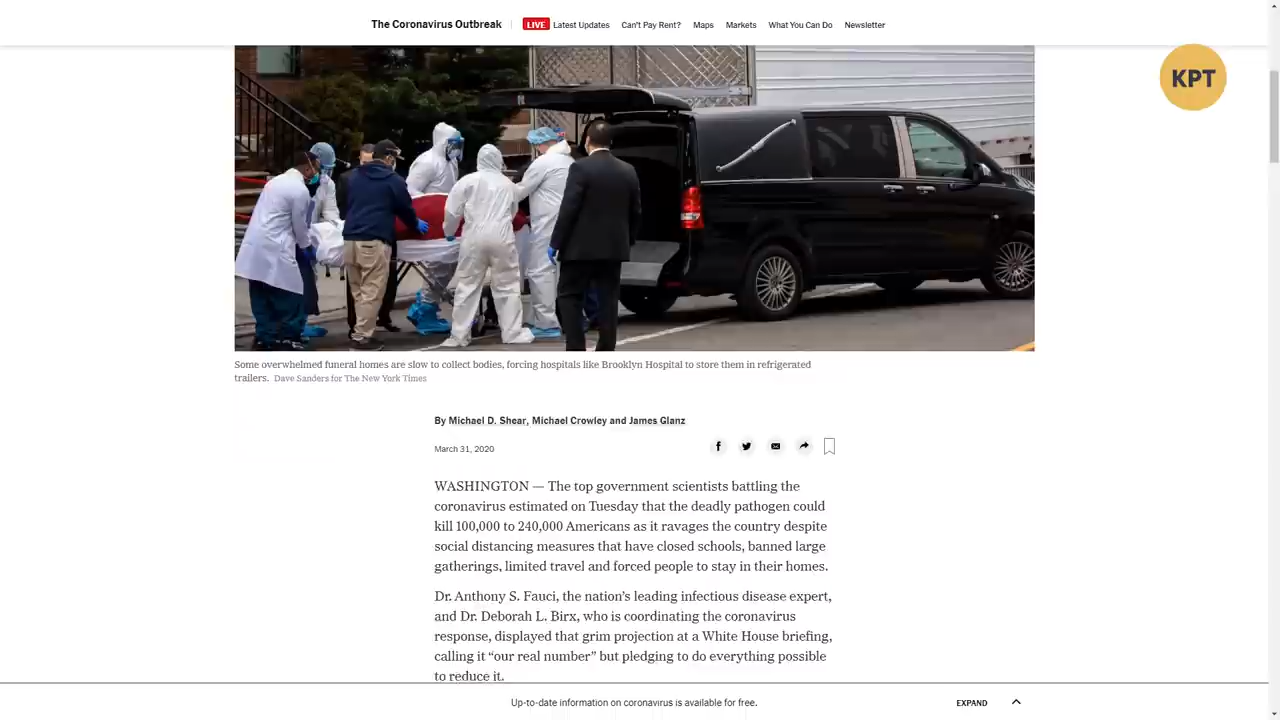 The Coronavirus Outbreak
LIVE Latest Updates Can't Pay Rent? Maps Markets What You Can Do Newsletter
KPT
Some overwhelmed funeral homes are slow to collect bodies, forcing hospitals like Brooklyn Hospital to store them in refrigerated
trailers. Dave Sanders for The New York Times
By Michael D. Shear, Michael Crowley and James Glanz
March 31, 2020
WASHINGTON — The top government scientists battling the
coronavirus estimated on Tuesday that the deadly pathogen could
kill 100,000 to 240,000 Americans as it ravages the country despite
social distancing measures that have closed schools, banned large
gatherings, limited travel and forced people to stay in their homes.
Dr. Anthony S. Fauci, the nation's leading infectious disease expert,
and Dr. Deborah L. Birx, who is coordinating the coronavirus
response, displayed that grim projection at a White House briefing,
calling it “our real number” but pledging to do everything possible
to reduce it.
Up-to-date information on coronavirus is available for free.
EXPAND